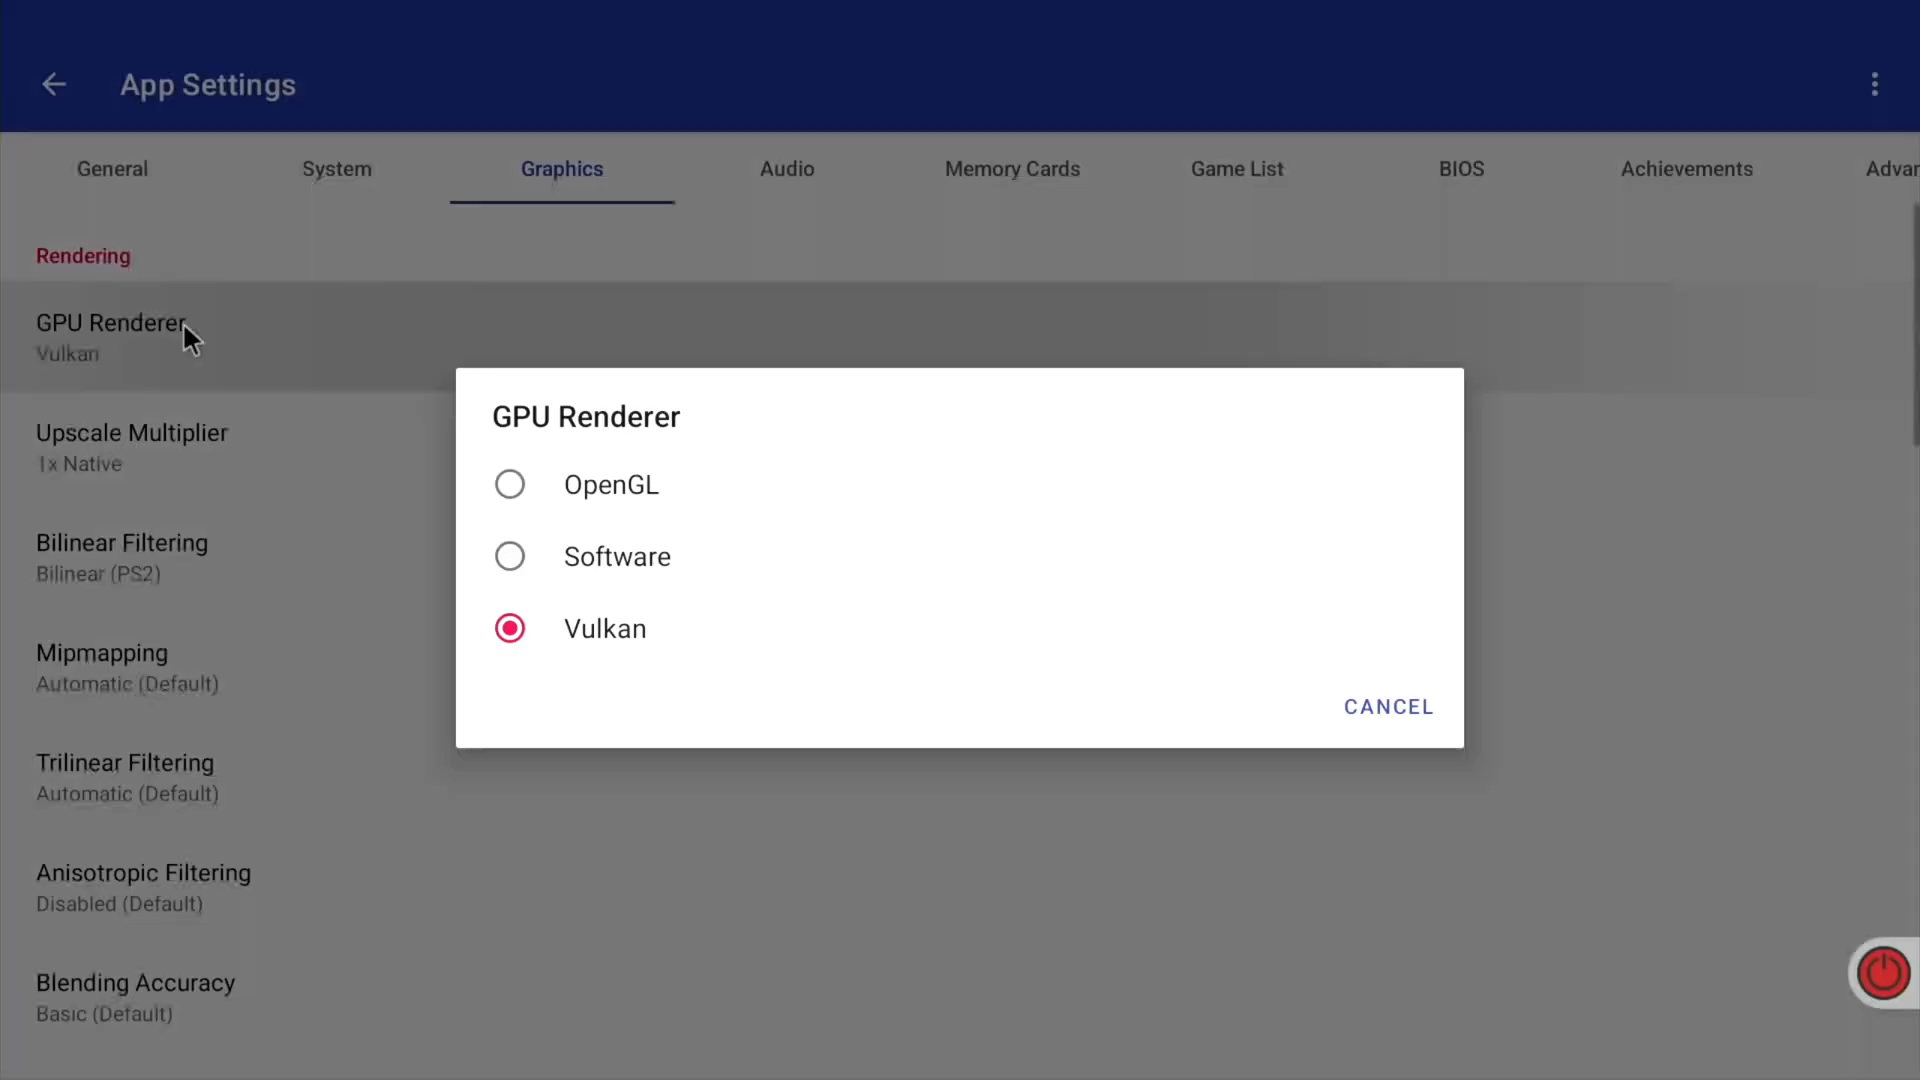 App Settings
General System Graphics Audio Memory Cards Game List BIOS Achievements Advan
Rendering
GPU Renderer
Vulkan
Upscale Multiplier
1x Native
Bilinear Filtering
Bilinear (PS2)
Mipmapping
Automatic (Default)
Trilinear Filtering
Automatic (Default)
Anisotropic Filtering
Disabled (Default)
Blending Accuracy
Basic (Default)
GPU Renderer
OpenGL
Software
Vulkan
CANCEL